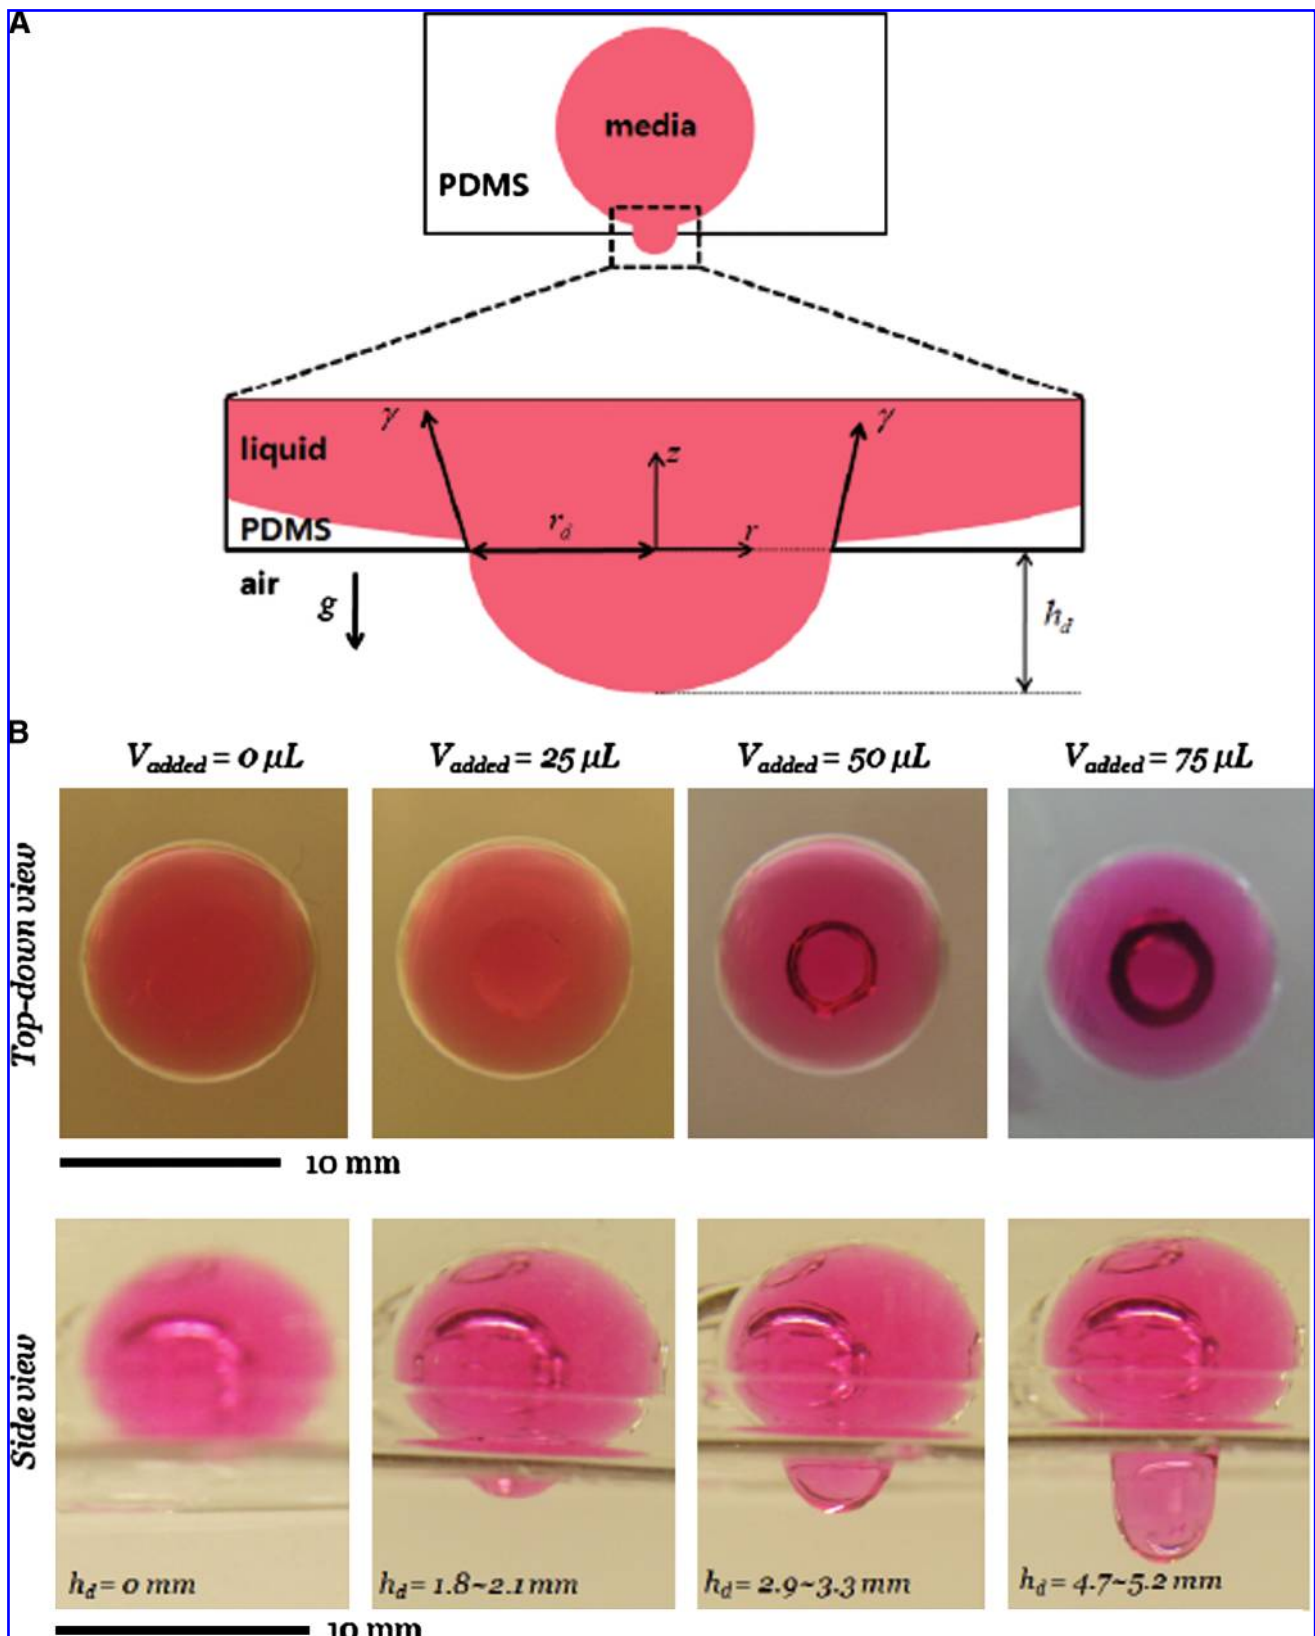 A
media
PDMS
γ
γ
liquid
z
PDMS
r_d
r
air
g
h_d
B
V_added = 0 μL
V_added = 25 μL
V_added = 50 μL
V_added = 75 μL
Top-down view
10 mm
Side view
h_d = 0 mm
h_d = 1.8~2.1 mm
h_d = 2.9~3.3 mm
h_d = 4.7~5.2 mm
10 mm